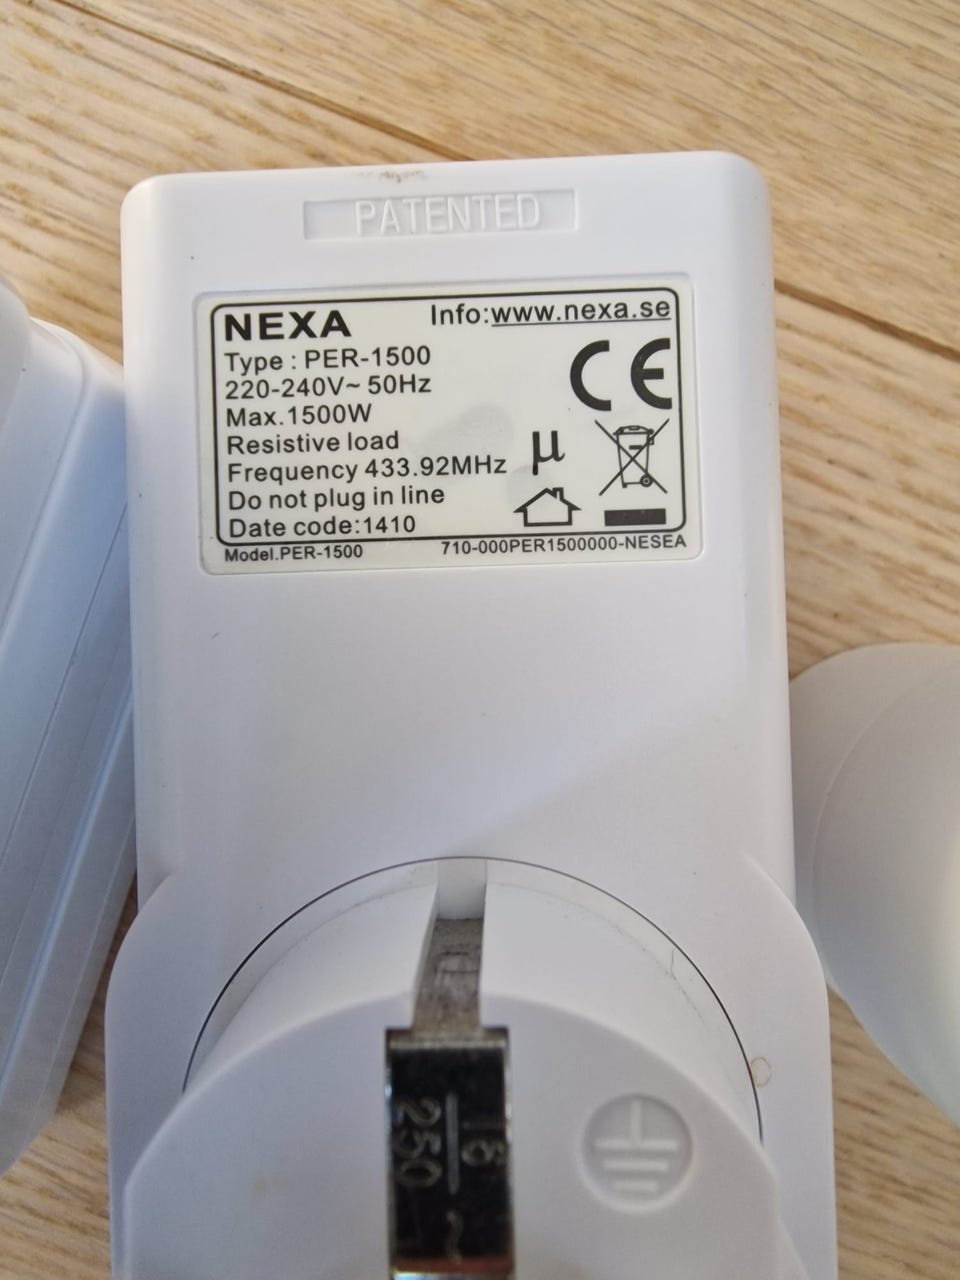 PATENTED
NEXA Info:www.nexa.se
Type : PER-1500
220-240V~ 50Hz
Max.1500W
Resistive load
Frequency 433.92MHz
Do not plug in line
Date code:1410
CE
µ
Model.PER-1500 710-000PER1500000-NESEA
16
250 ~